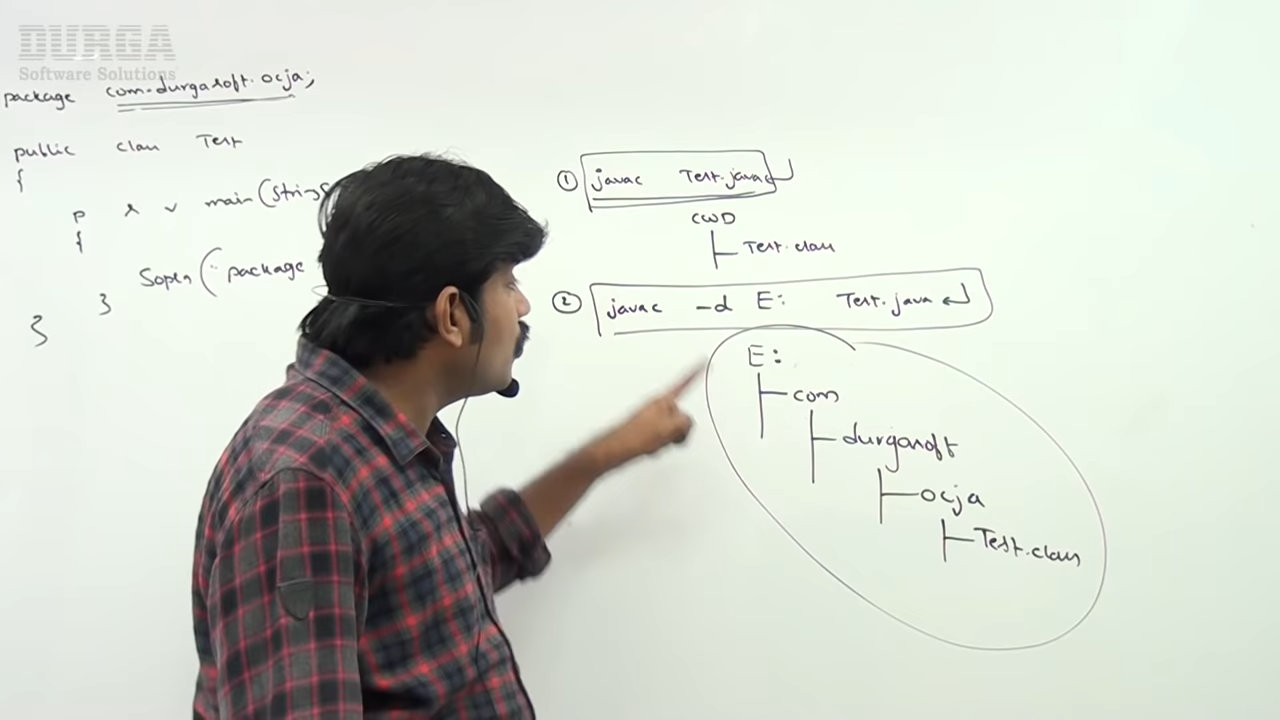 DURGA
Software Solutions
package com.durgasoft.ocja;
public class Test
{
p s v main(String
{
Sopln("package
}
}
① javac Test.java
CWD
Test.class
② javac -d E: Test.java
E:
com
durgasoft
ocja
Test.class